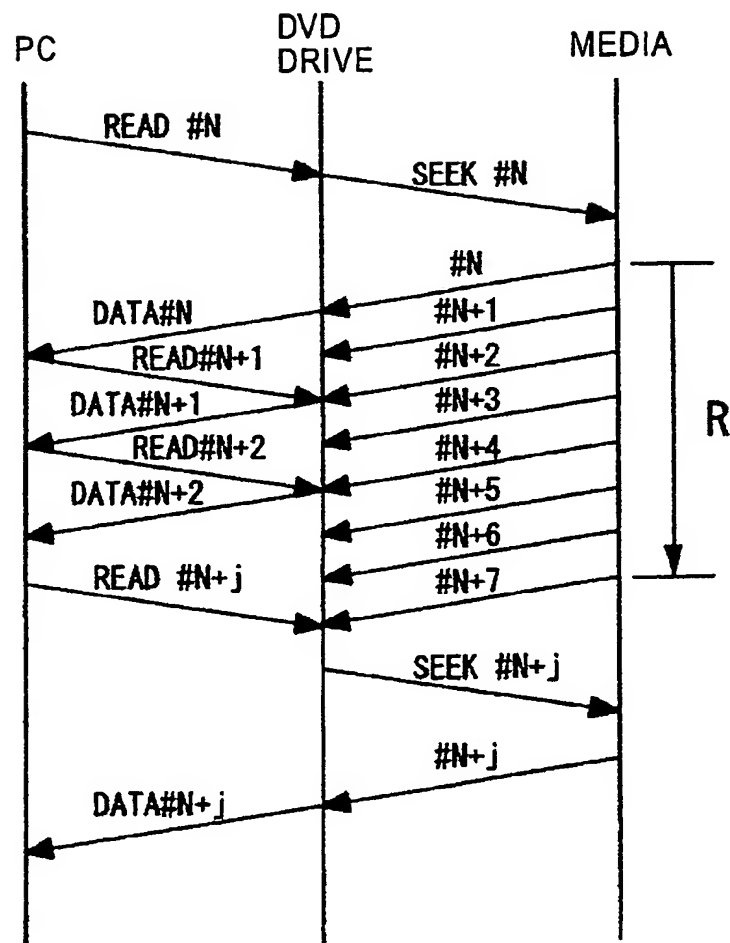 PC
DVD
DRIVE
MEDIA
READ #N
SEEK #N
#N
DATA#N
#N+1
READ#N+1
#N+2
DATA#N+1
#N+3
R
READ#N+2
#N+4
DATA#N+2
#N+5
#N+6
READ #N+j
#N+7
SEEK #N+j
#N+j
DATA#N+j